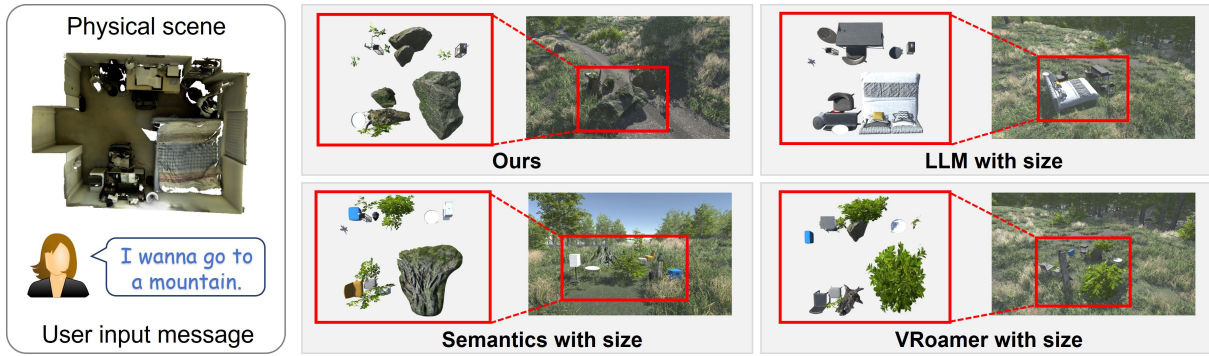 Physical scene
I wanna go to
a mountain.
User input message
Ours
LLM with size
Semantics with size
VRoamer with size